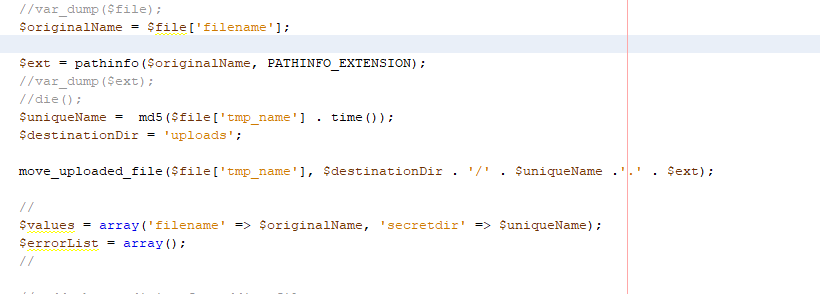 //var_dump($file);
$originalName = $file['filename'];
$ext = pathinfo($originalName, PATHINFO_EXTENSION);
//var_dump($ext);
//die();
$uniqueName =  md5($file['tmp_name'] . time());
$destinationDir = 'uploads';
move_uploaded_file($file['tmp_name'], $destinationDir . '/' . $uniqueName .'.' . $ext);
//
$values = array('filename' => $originalName, 'secretdir' => $uniqueName);
$errorList = array();
//